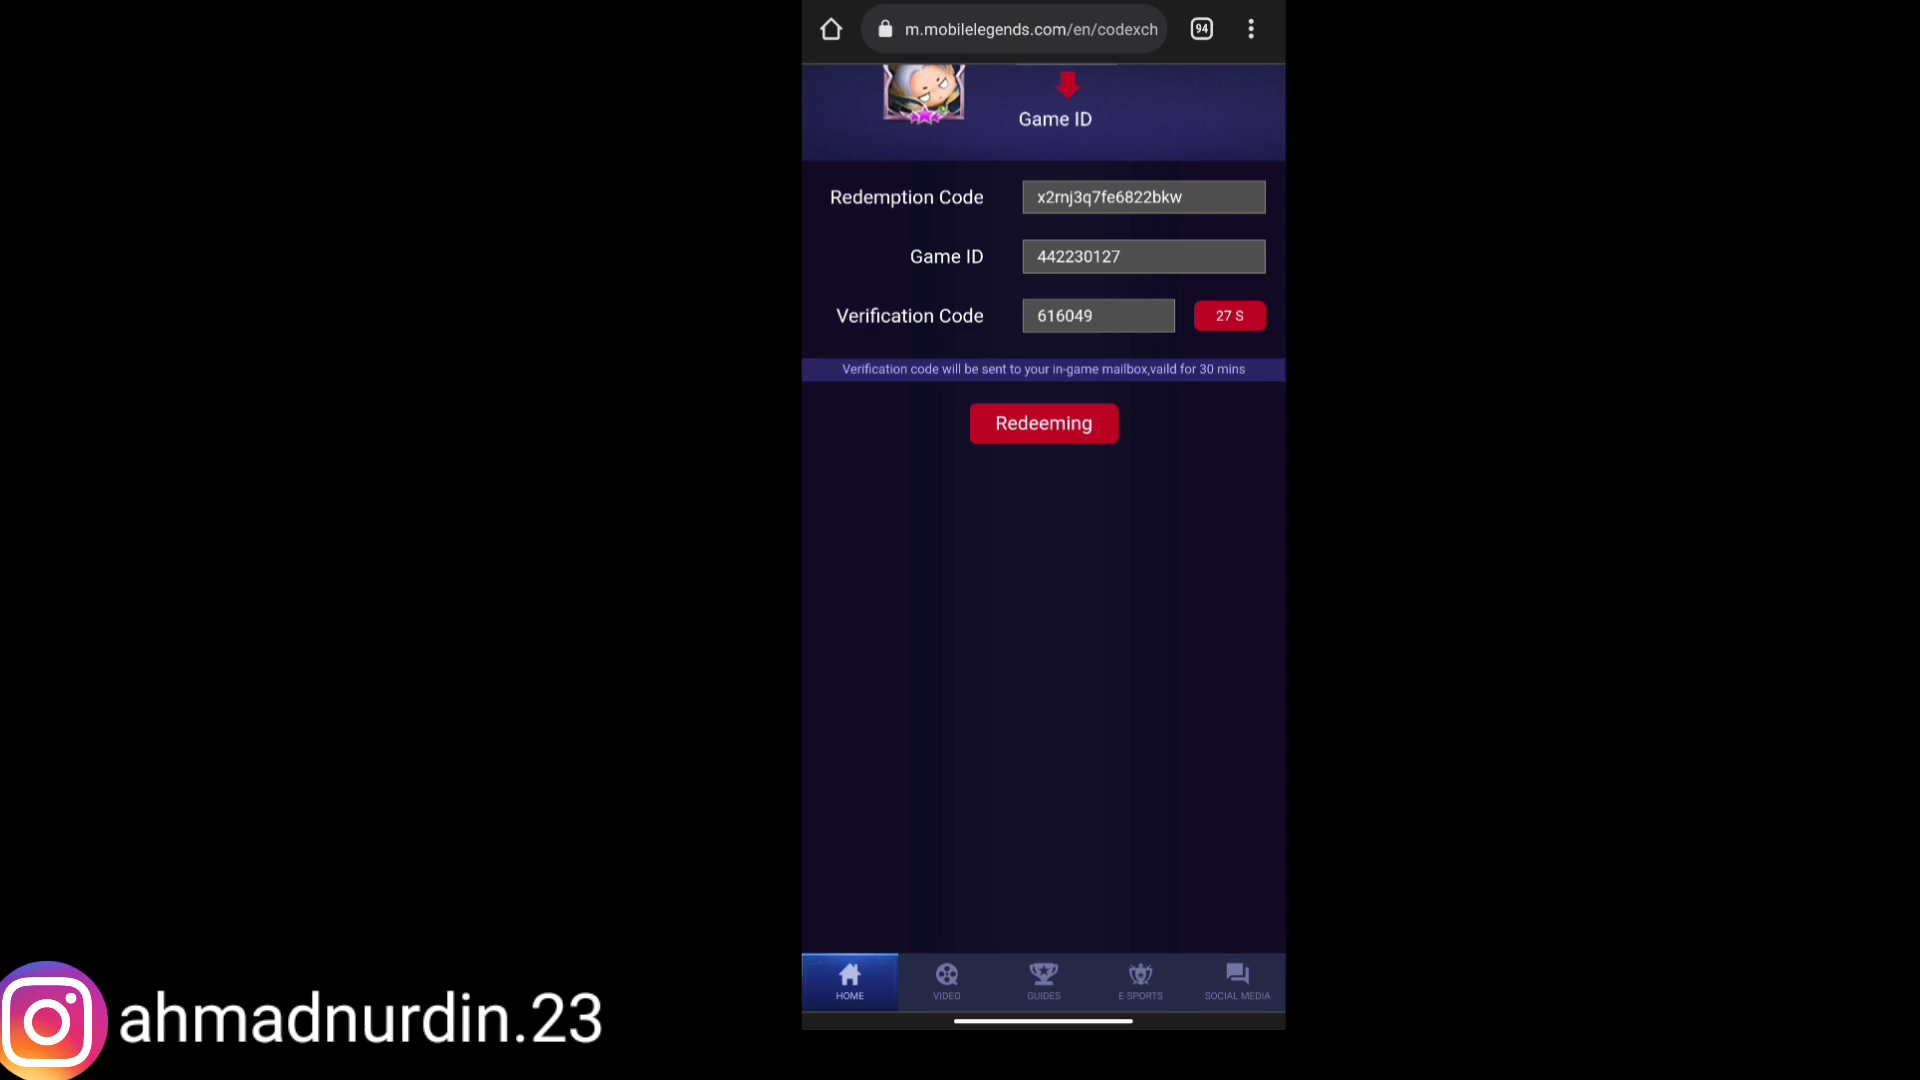 m.mobilelegends.com/en/codexch
94
Game ID
Redemption Code
x2rnj3q7fe6822bkw
Game ID
442230127
Verification Code
616049
27 S
Verification code will be sent to your in-game mailbox,vaild for 30 mins
Redeeming
HOME
VIDEO
GUIDES
E-SPORTS
SOCIAL MEDIA
ahmadnurdin.23